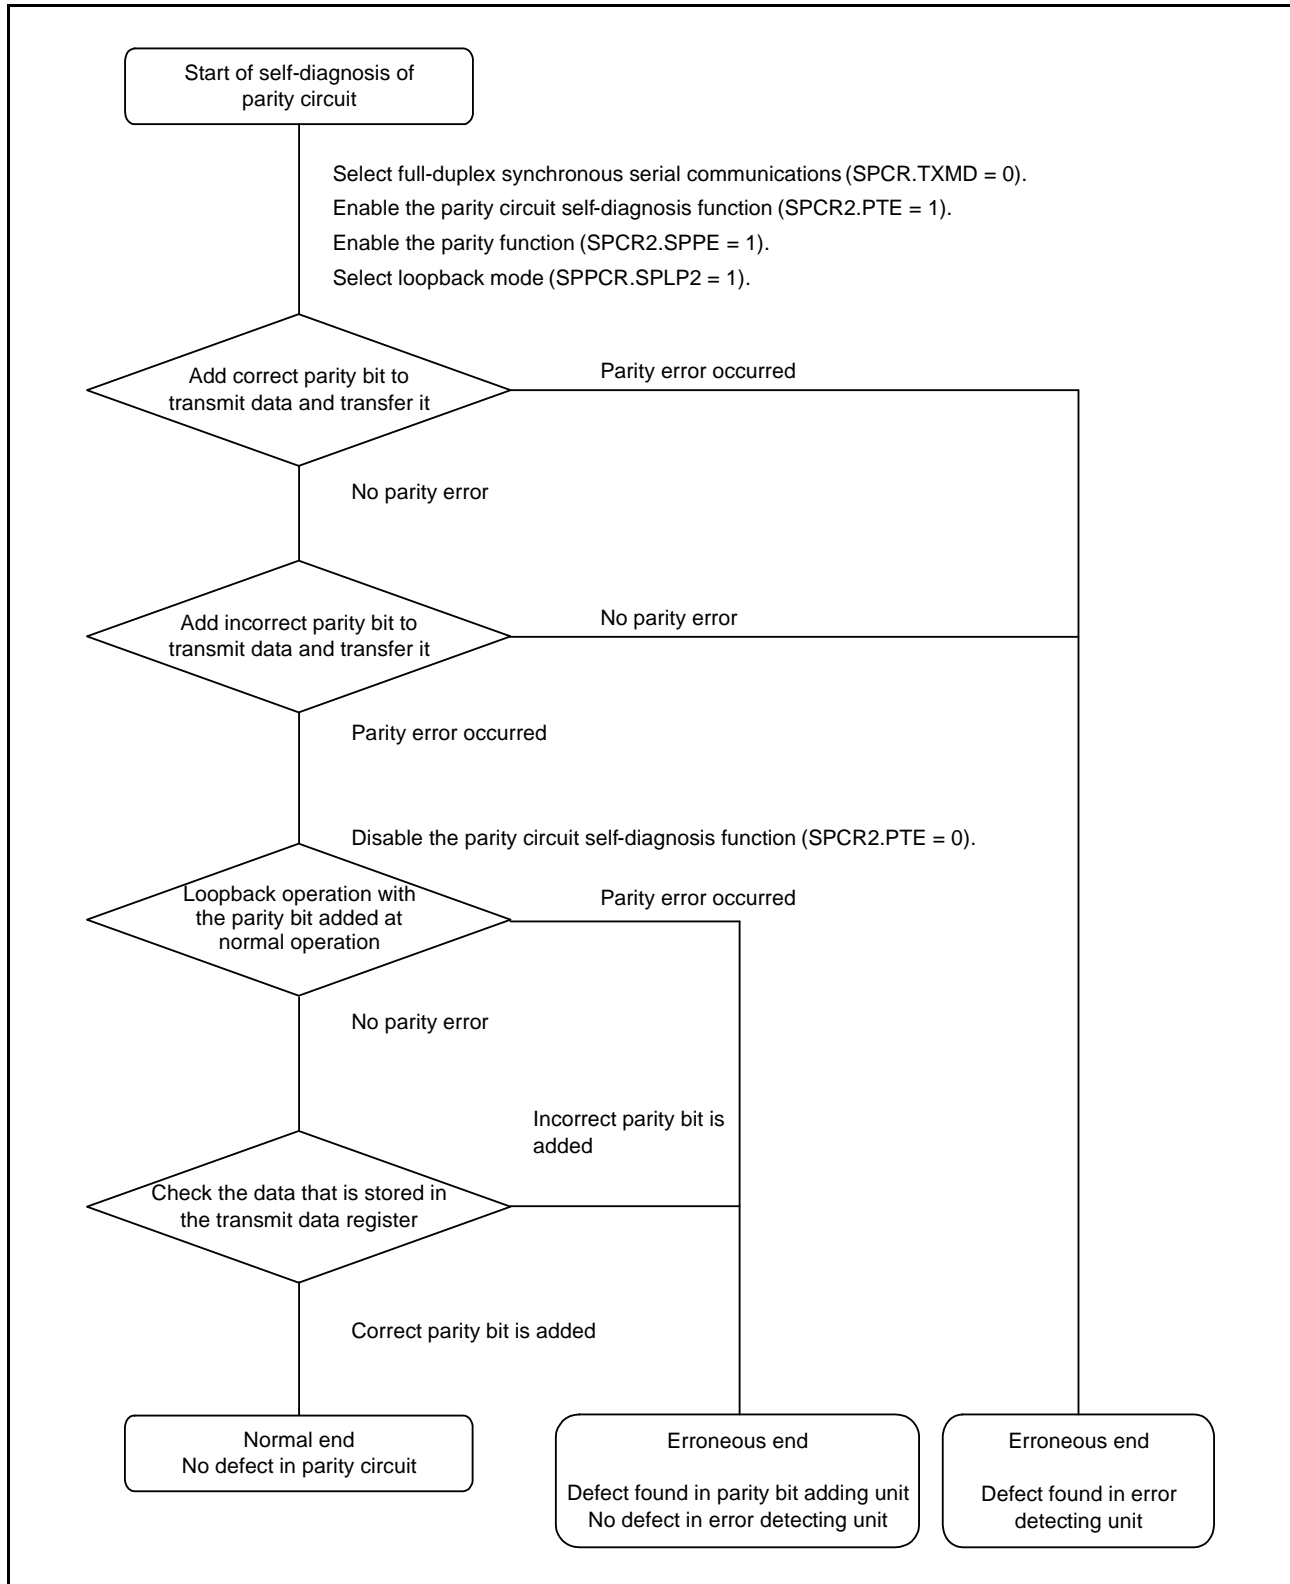 Start of self-diagnosis of
parity circuit
Select full-duplex synchronous serial communications (SPCR.TXMD = 0).
Enable the parity circuit self-diagnosis function (SPCR2.PTE = 1).
Enable the parity function (SPCR2.SPPE = 1).
Select loopback mode (SPPCR.SPLP2 = 1).
Add correct parity bit to
transmit data and transfer it
Parity error occurred
No parity error
Add incorrect parity bit to
transmit data and transfer it
No parity error
Parity error occurred
Disable the parity circuit self-diagnosis function (SPCR2.PTE = 0).
Loopback operation with
the parity bit added at
normal operation
Parity error occurred
No parity error
Incorrect parity bit is
added
Check the data that is stored in
the transmit data register
Correct parity bit is added
Normal end
No defect in parity circuit
Erroneous end
Defect found in parity bit adding unit
No defect in error detecting unit
Erroneous end
Defect found in error
detecting unit